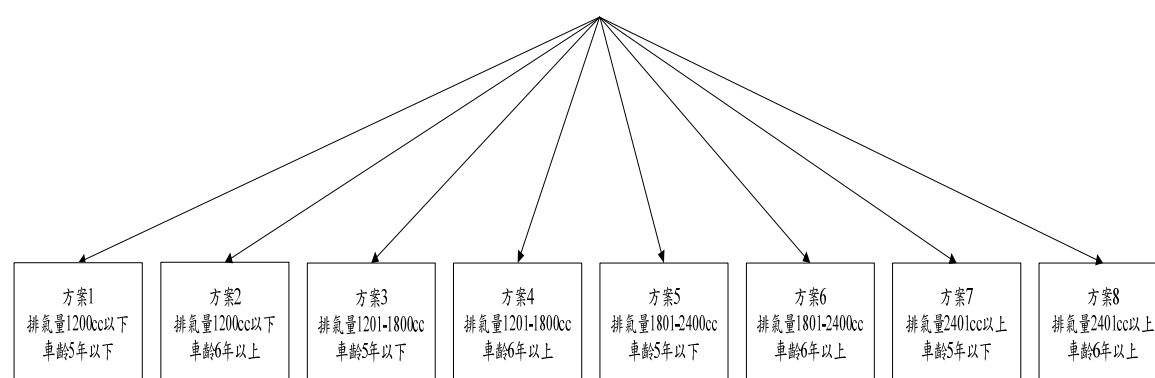 方案1
排氣量1200cc以下
車齡5年以下
方案2
排氣量1200cc以下
車齡6年以上
方案3
排氣量1201-1800cc
車齡5年以下
方案4
排氣量1201-1800cc
車齡6年以上
方案5
排氣量1801-2400cc
車齡5年以下
方案6
排氣量1801-2400cc
車齡6年以上
方案7
排氣量2401cc以上
車齡5年以下
方案8
排氣量2401cc以上
車齡6年以上